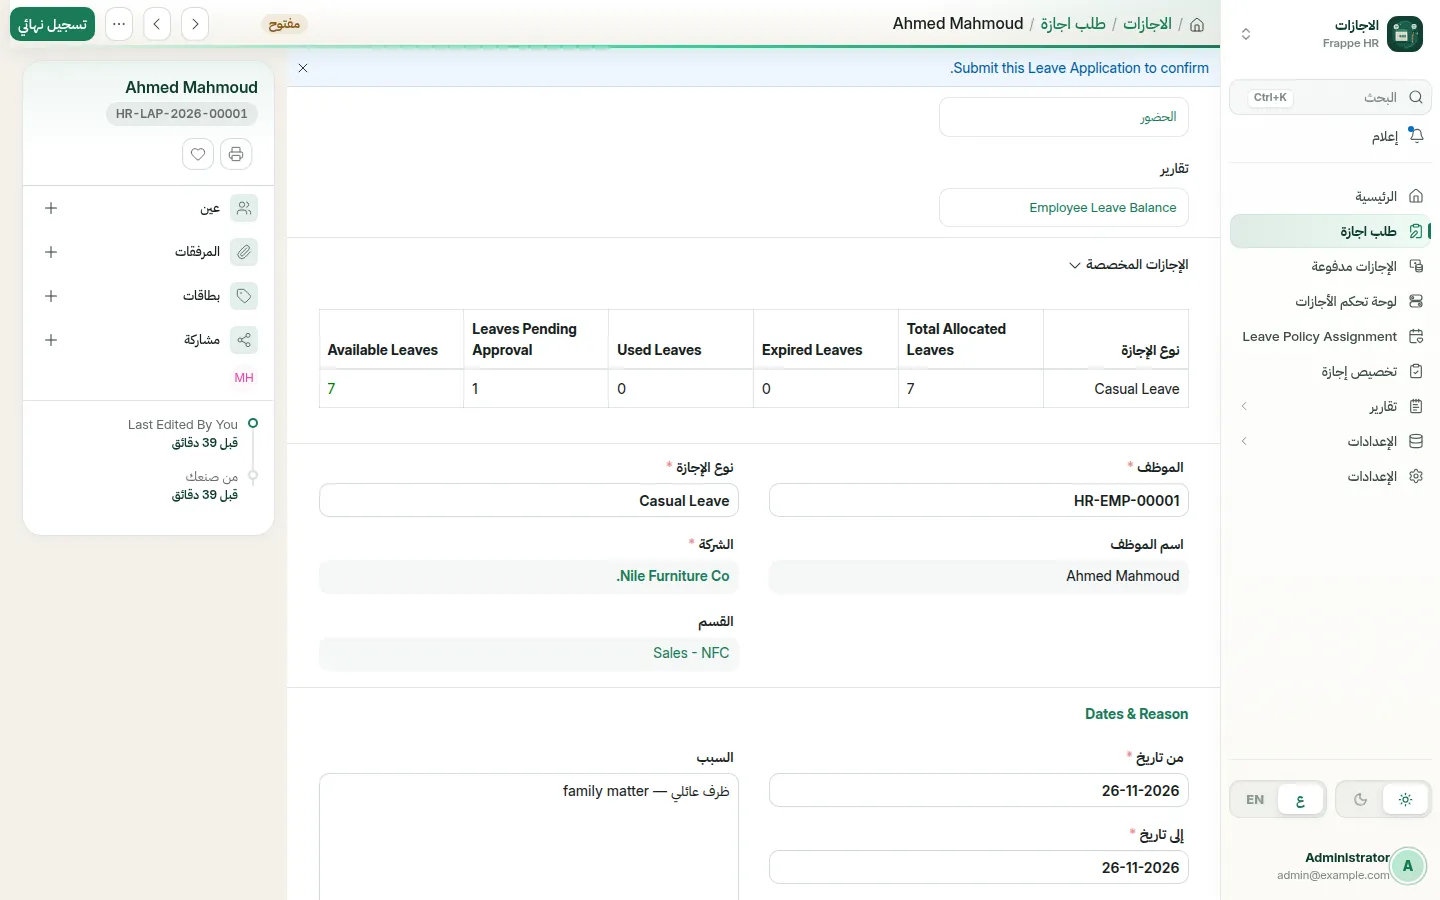 الاجازات
Frappe HR
البحث
Ctrl+K
إعلام
الرئيسية
طلب اجازة
الإجازات مدفوعة
لوحة تحكم الأجازات
Leave Policy Assignment
تخصيص إجازة
تقارير
الإعدادات
الإعدادات
ع
EN
Administrator
admin@example.com
A
الاجازات / طلب اجازة / Ahmed Mahmoud
مفتوح
تسجيل نهائي
Submit this Leave Application to confirm.
الحضور
تقارير
Employee Leave Balance
الإجازات المخصصة
نوع الإجازة
Total Allocated Leaves
Expired Leaves
Used Leaves
Leaves Pending Approval
Available Leaves
Casual Leave
7
0
0
1
7
الموظف *
HR-EMP-00001
نوع الإجازة *
Casual Leave
اسم الموظف
Ahmed Mahmoud
الشركة *
Nile Furniture Co.
القسم
Sales - NFC
Dates & Reason
من تاريخ *
26-11-2026
إلى تاريخ *
26-11-2026
السبب
ظرف عائلي — family matter
Ahmed Mahmoud
HR-LAP-2026-00001
عين
المرفقات
بطاقات
مشاركة
MH
Last Edited By You
قبل 39 دقائق
من صنعك
قبل 39 دقائق